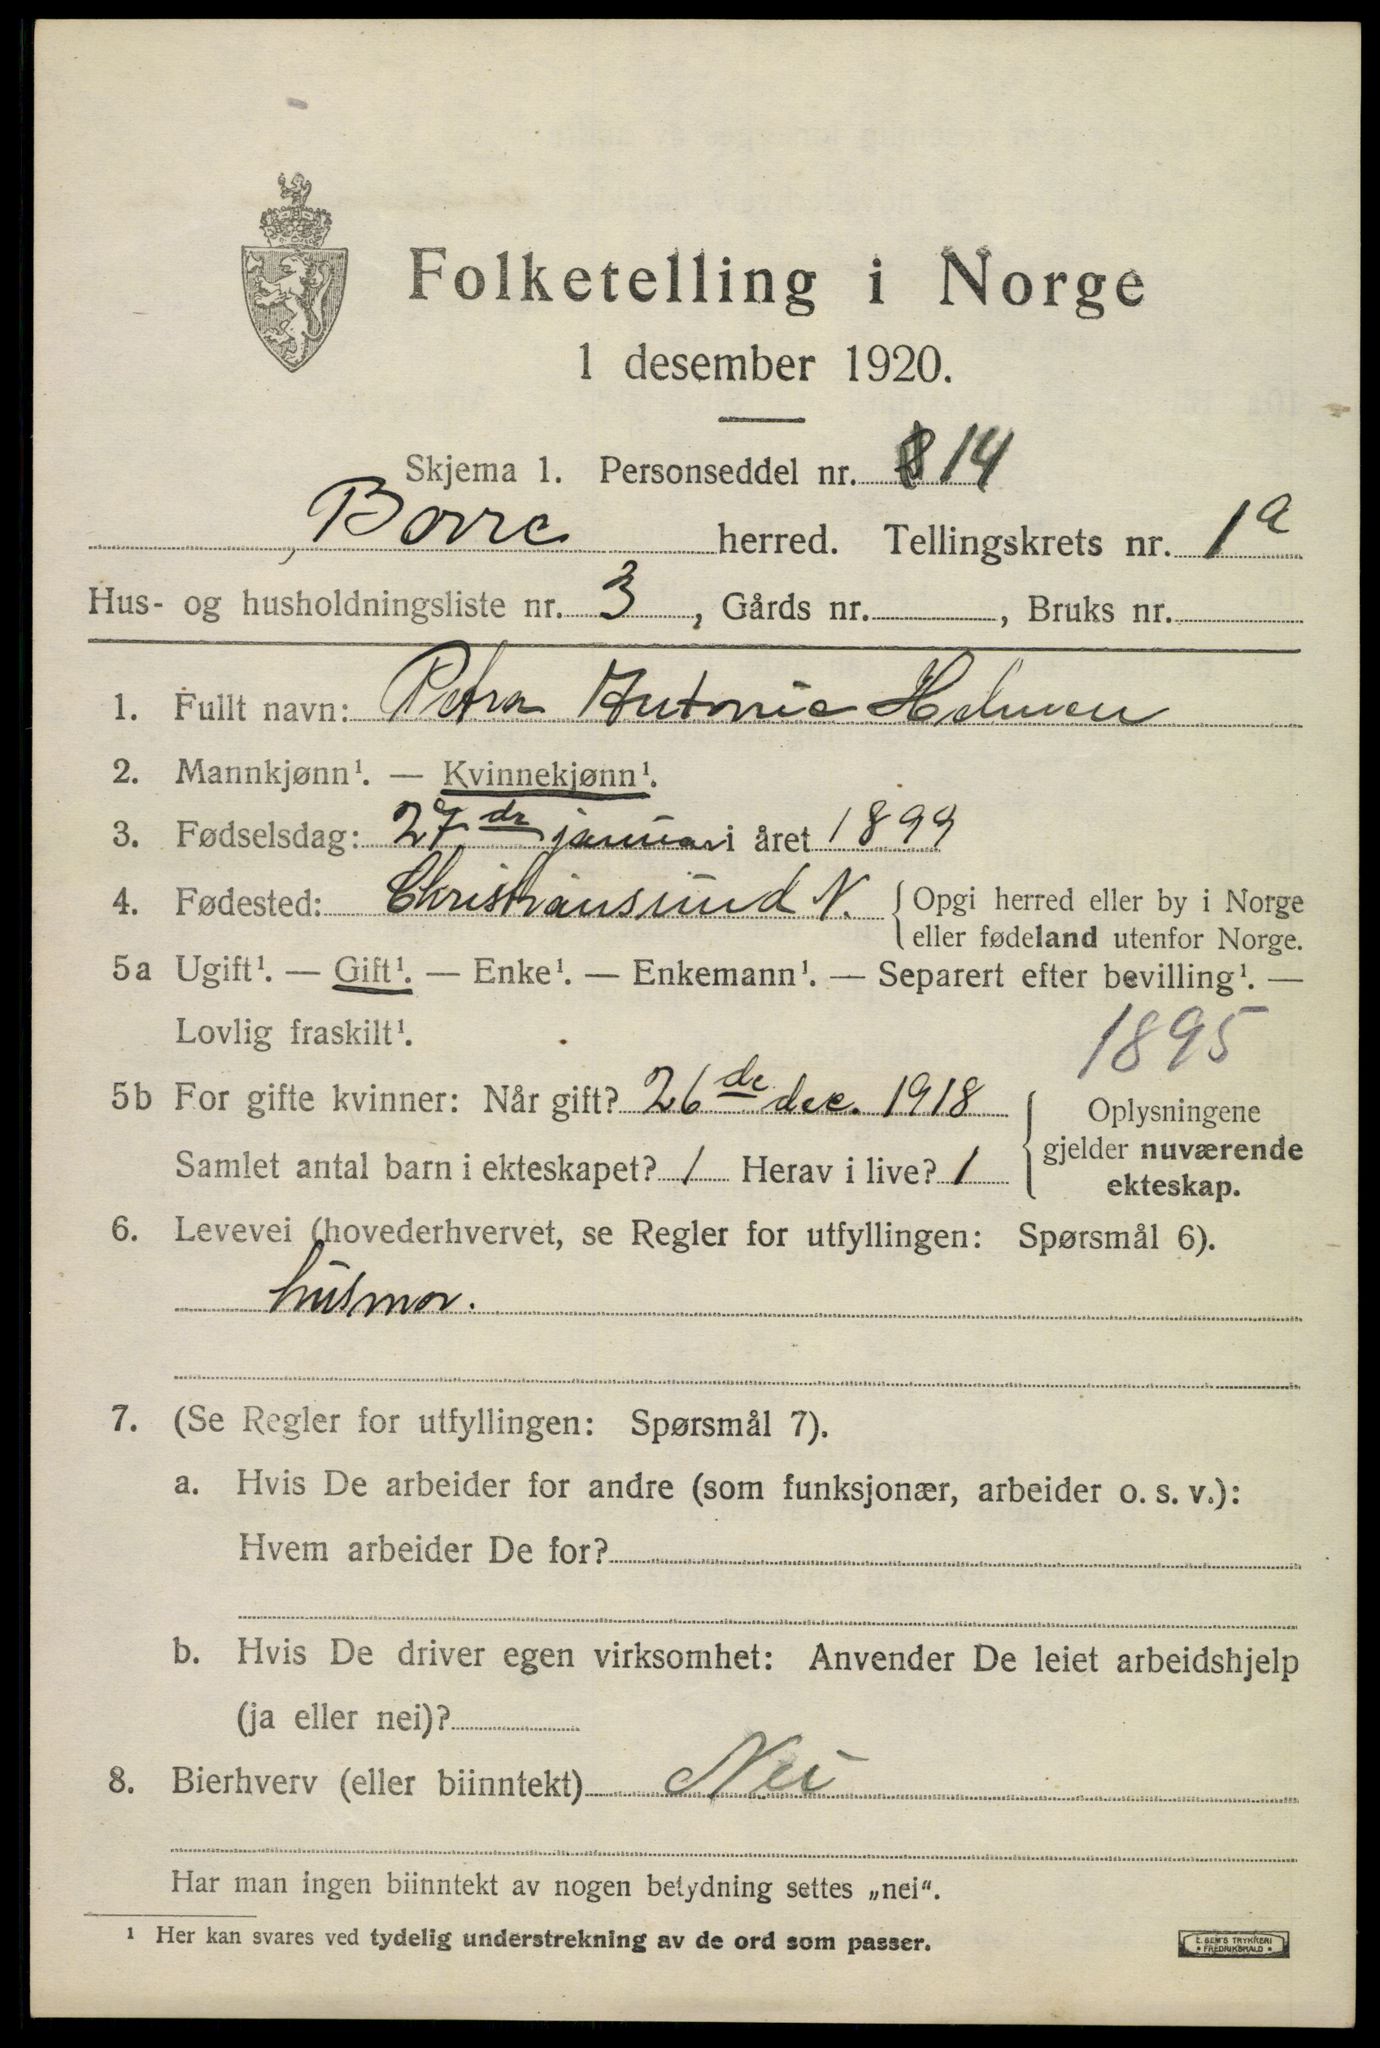 Folketelling i Norge
1 desember 1920.
Skjema 1. Personseddel nr. 14
Borre herred. Tellingskrets nr. 1a
Hus- og husholdningsliste nr. 3, Gårds nr. , Bruks nr.
1. Fullt navn: Petra Antonie
2. Mannkjønn¹. — Kvinnekjønn¹.
3. Fødselsdag: 27de januar i året 1899
4. Fødested: Christiansund N. { Opgi herred eller by i Norge
eller fødeland utenfor Norge.
5a Ugift¹. — Gift¹. — Enke¹. — Enkemann¹. — Separert efter bevilling¹. —
Lovlig fraskilt¹.
1895
5b For gifte kvinner: Når gift? 26de dec. 1918 { Oplysningene
gjelder nuværende
Samlet antal barn i ekteskapet? 1 Herav i live? 1 ekteskap.
6. Levevei (hovederhvervet, se Regler for utfyllingen: Spørsmål 6).
husmor.
7. (Se Regler for utfyllingen: Spørsmål 7).
a. Hvis De arbeider for andre (som funksjonær, arbeider o. s. v.):
Hvem arbeider De for?
b. Hvis De driver egen virksomhet: Anvender De leiet arbeidshjelp
(ja eller nei)?
8. Bierhverv (eller biinntekt) Nei
Har man ingen biinntekt av nogen betydning settes „nei“.
¹ Her kan svares ved tydelig understrekning av de ord som passer.
E. SEM'S TRYKKERI
* FREDRIKSHALD *